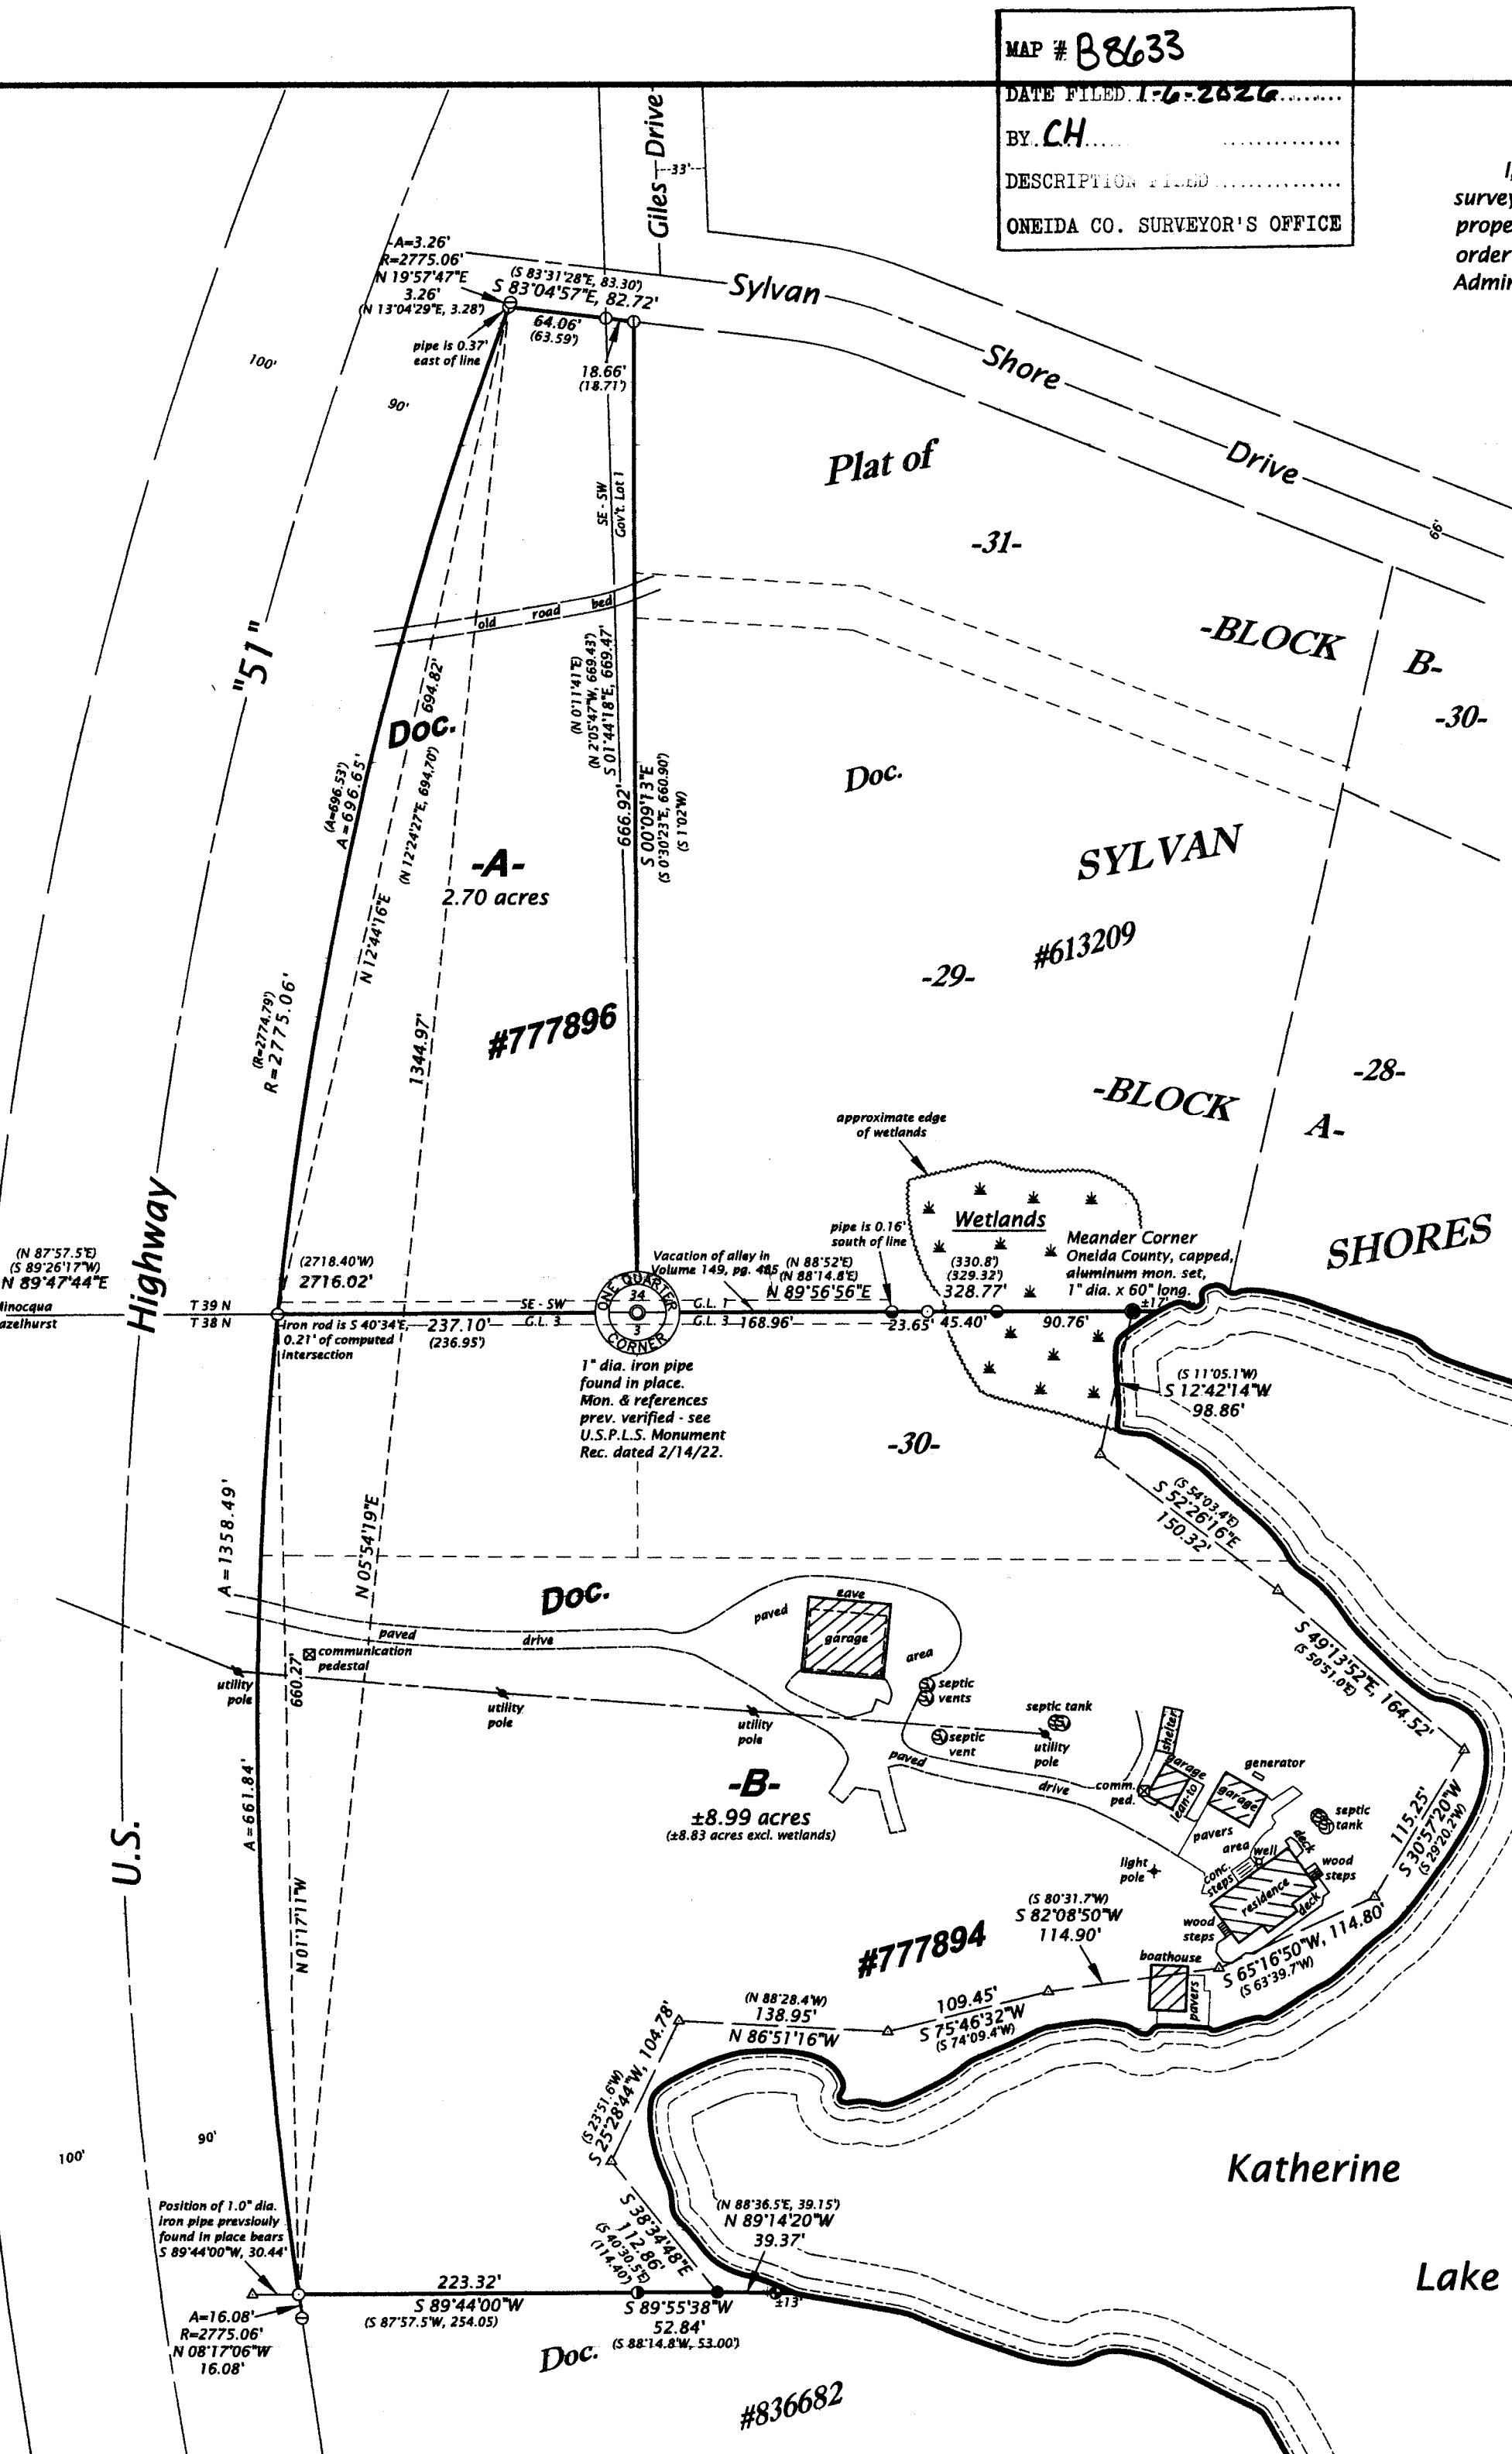 MAP # B8633
DATE FILED 1-6-2026
BY CH
DESCRIPTION FILED
ONEIDA CO. SURVEYOR'S OFFICE
I,
survey
prope
order
Admin
Giles Drive
33'
Sylvan
Shore
Drive
66'
A=3.26'
R=2775.06'
N 19°57'47"E
3.26'
(N 13°04'29"E, 3.28')
(S 83°31'28"E, 83.30')
S 83°04'57"E, 82.72'
64.06'
(63.59')
pipe is 0.37'
east of line
18.66'
(18.71')
100'
90'
Plat of
-31-
SE - SW
Gov't. Lot 1
old road bed
-BLOCK B-
-30-
"51"
Doc.
694.82'
(N 12°24'27"E, 694.70')
N 12°44'16"E
(A=696.53')
A=696.65'
(N 0°11'41"E)
(N 2°05'47"W, 669.43')
S 01°44'18"E, 669.47'
666.92'
S 00°09'13"E
(S 0°30'23"E, 660.90')
(S 1°02'W)
Doc.
-A-
2.70 acres
SYLVAN
#613209
-29-
(R=2774.79')
R=2775.06'
1344.97'
#777896
-28-
-BLOCK A-
approximate edge
of wetlands
Highway
Wetlands
pipe is 0.16'
south of line
Meander Corner
Oneida County, capped,
aluminum mon. set,
1" dia. x 60" long.
±17'
SHORES
(N 87°57.5'E)
(S 89°26'17"W)
N 89°47'44"E
linocqua
azelhurst
T 39 N
T 38 N
(2718.40'W)
2716.02'
Iron rod is S 40°34'E,
0.21' of computed
intersection
237.10'
(236.95')
SE - SW
G.L. 3
ONE QUARTER
34
3
CORNER
Vacation of alley in
Volume 149, pg. 485
(N 88°52'E)
(N 88°14.8'E)
N 89°56'56"E
G.L. 1
G.L. 3
168.96'
(330.8')
(329.32')
328.77'
23.65'
45.40'
90.76'
1" dia. iron pipe
found in place.
Mon. & references
prev. verified - see
U.S.P.L.S. Monument
Rec. dated 2/14/22.
(S 11°05.1'W)
S 12°42'14"W
98.86'
-30-
(S 54°03.4'E)
S 52°26'16"E
150.32'
A=1358.49'
N 05°54'19"E
Doc.
eave
paved
garage
area
paved drive
communication
pedestal
utility
pole
660.27'
utility
pole
septic
vents
utility
pole
septic
vent
septic tank
utility
pole
S 49°13'52"E, 164.52'
(S 50°51.0'E)
shelter
garage
lean-to
generator
garage
paved drive
comm.
ped.
septic
tank
115.25'
S 30°57'20"W
(S 29°20.2'W)
A=661.84'
-B-
±8.99 acres
(±8.83 acres excl. wetlands)
pavers
area
well
deck
conc.
steps
wood
steps
residence
deck
light
pole
wood
steps
U.S.
N 01°17'11"W
(S 80°31.7'W)
S 82°08'50"W
114.90'
#777894
S 65°16'50"W, 114.80'
(S 63°39.7'W)
boathouse
pavers
(N 88°28.4'W)
138.95'
N 86°51'16"W
109.45'
S 75°46'32"W
(S 74°09.4'W)
(S 23°51.6'W)
S 25°28'44"W, 104.78'
100'
90'
Katherine
Lake
Position of 1.0" dia.
iron pipe prevsiouly
found in place bears
S 89°44'00"W, 30.44'
S 38°34'48"E
112.86'
(S 40°30.5'E)
(114.40')
(N 88°36.5'E, 39.15')
N 89°14'20"W
39.37'
±13'
223.32'
S 89°44'00"W
(S 87°57.5'W, 254.05)
S 89°55'38"W
52.84'
(S 88°14.8'W, 53.00')
A=16.08'
R=2775.06'
N 08°17'06"W
16.08'
Doc.
#836682